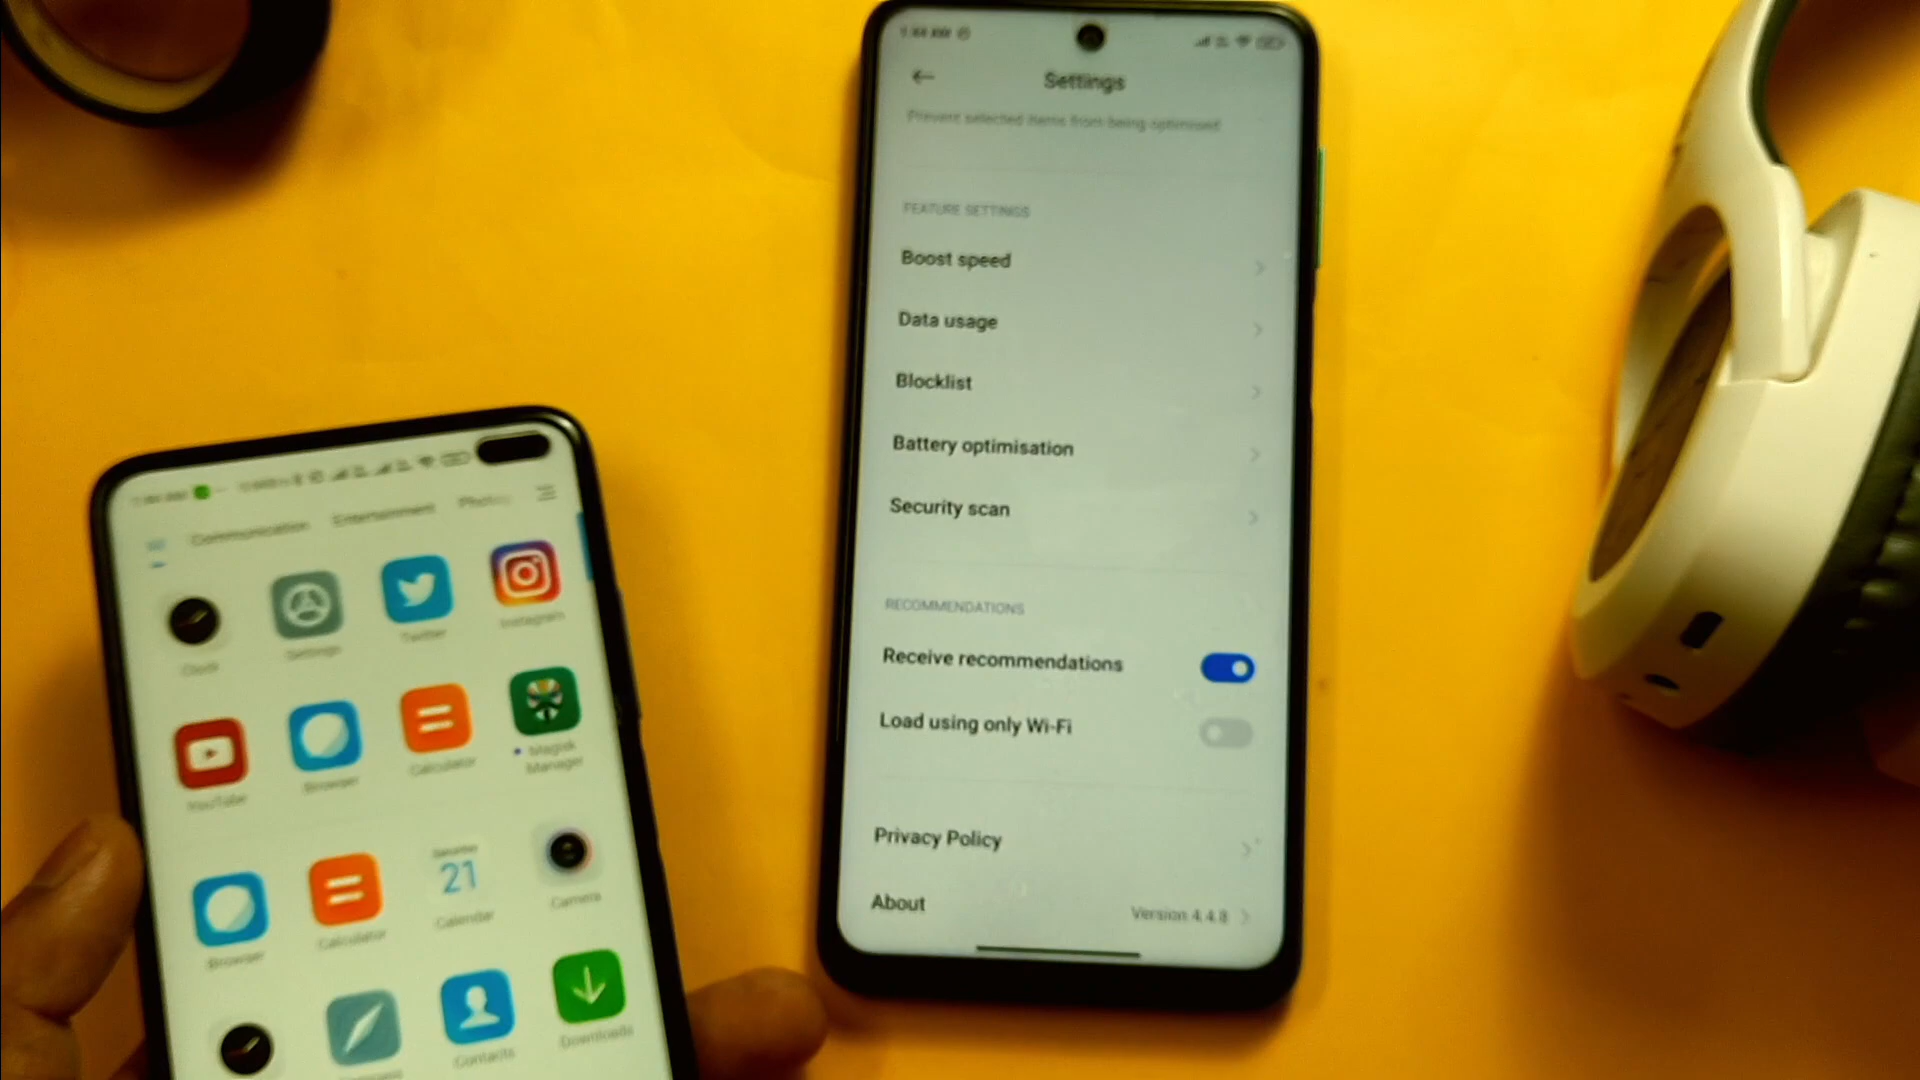 Settings
Prevent selected items from being optimised
FEATURE SETTINGS
Boost speed
Data usage
Blocklist
Battery optimisation
Security scan
RECOMMENDATIONS
Receive recommendations
Load using only Wi-Fi
Privacy Policy
About
Version 4.4.8
Communication Entertainment
Clock Settings Twitter Instagram
YouTube Browser Calculator Magisk
Manager
21
Browser Calculator Calendar Camera
Contacts Downloads